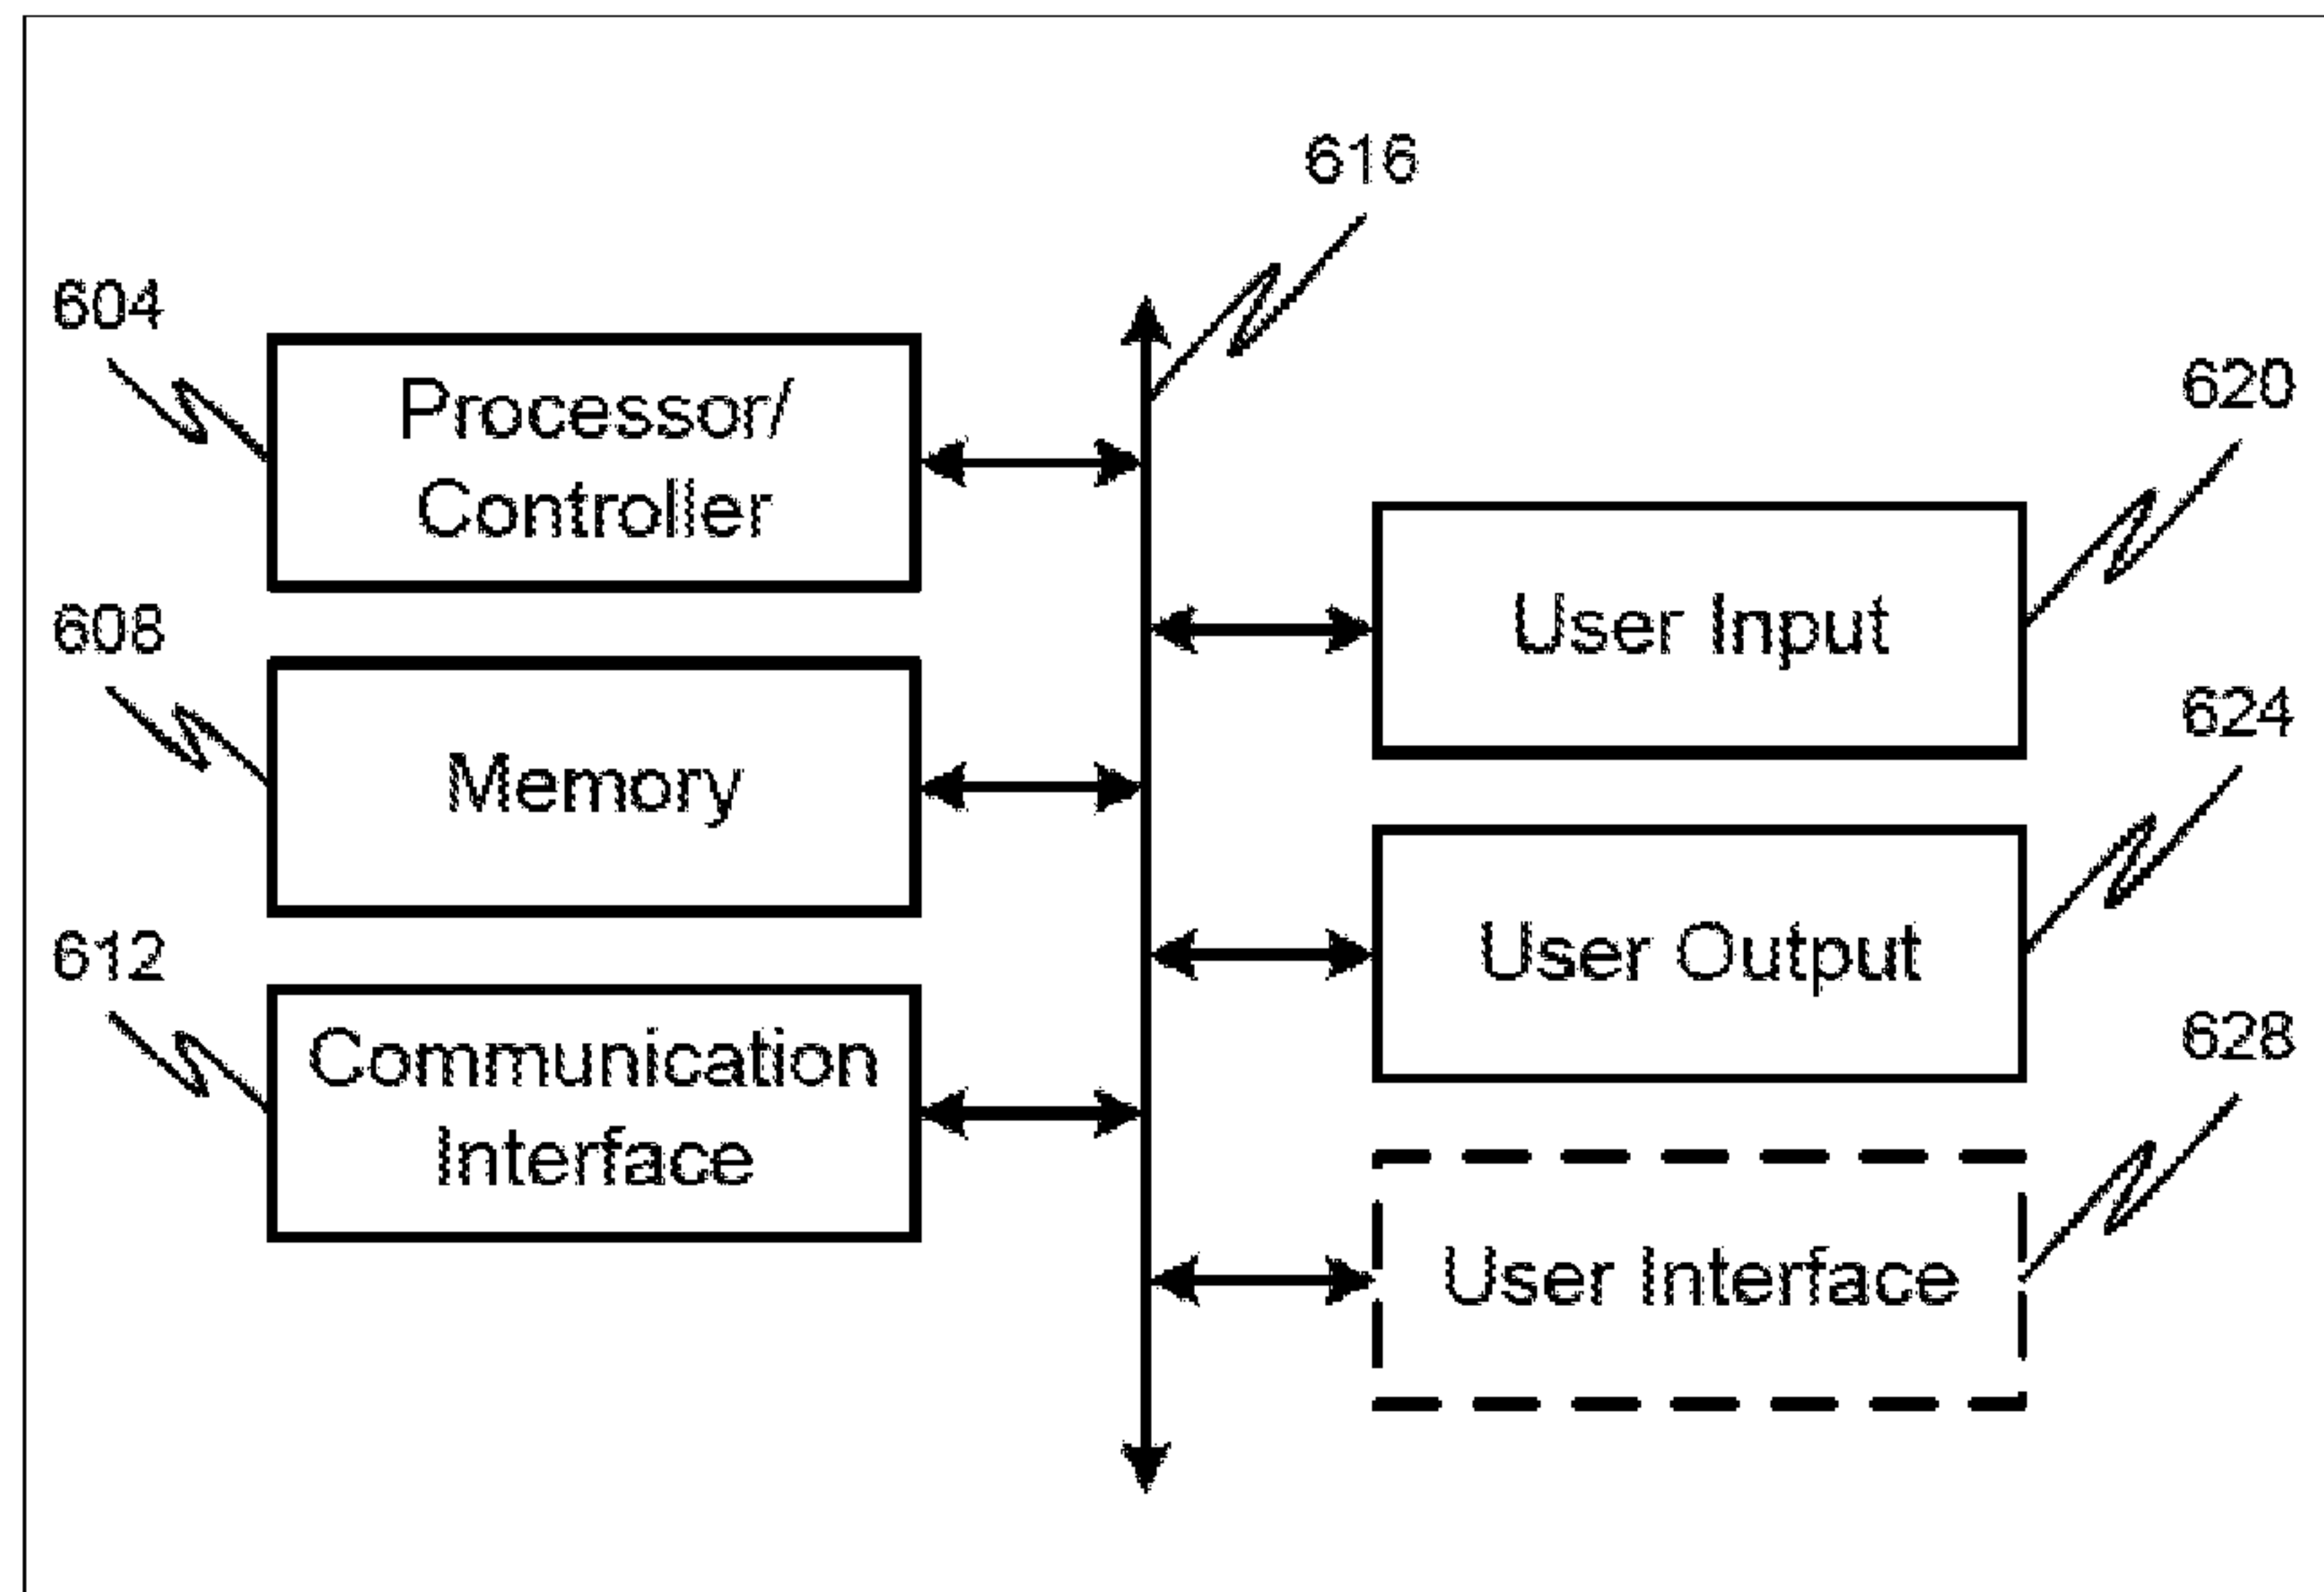 616
604
Processor/
Controller
620
User Input
608
Memory
624
User Output
612
Communication
Interface
628
User Interface